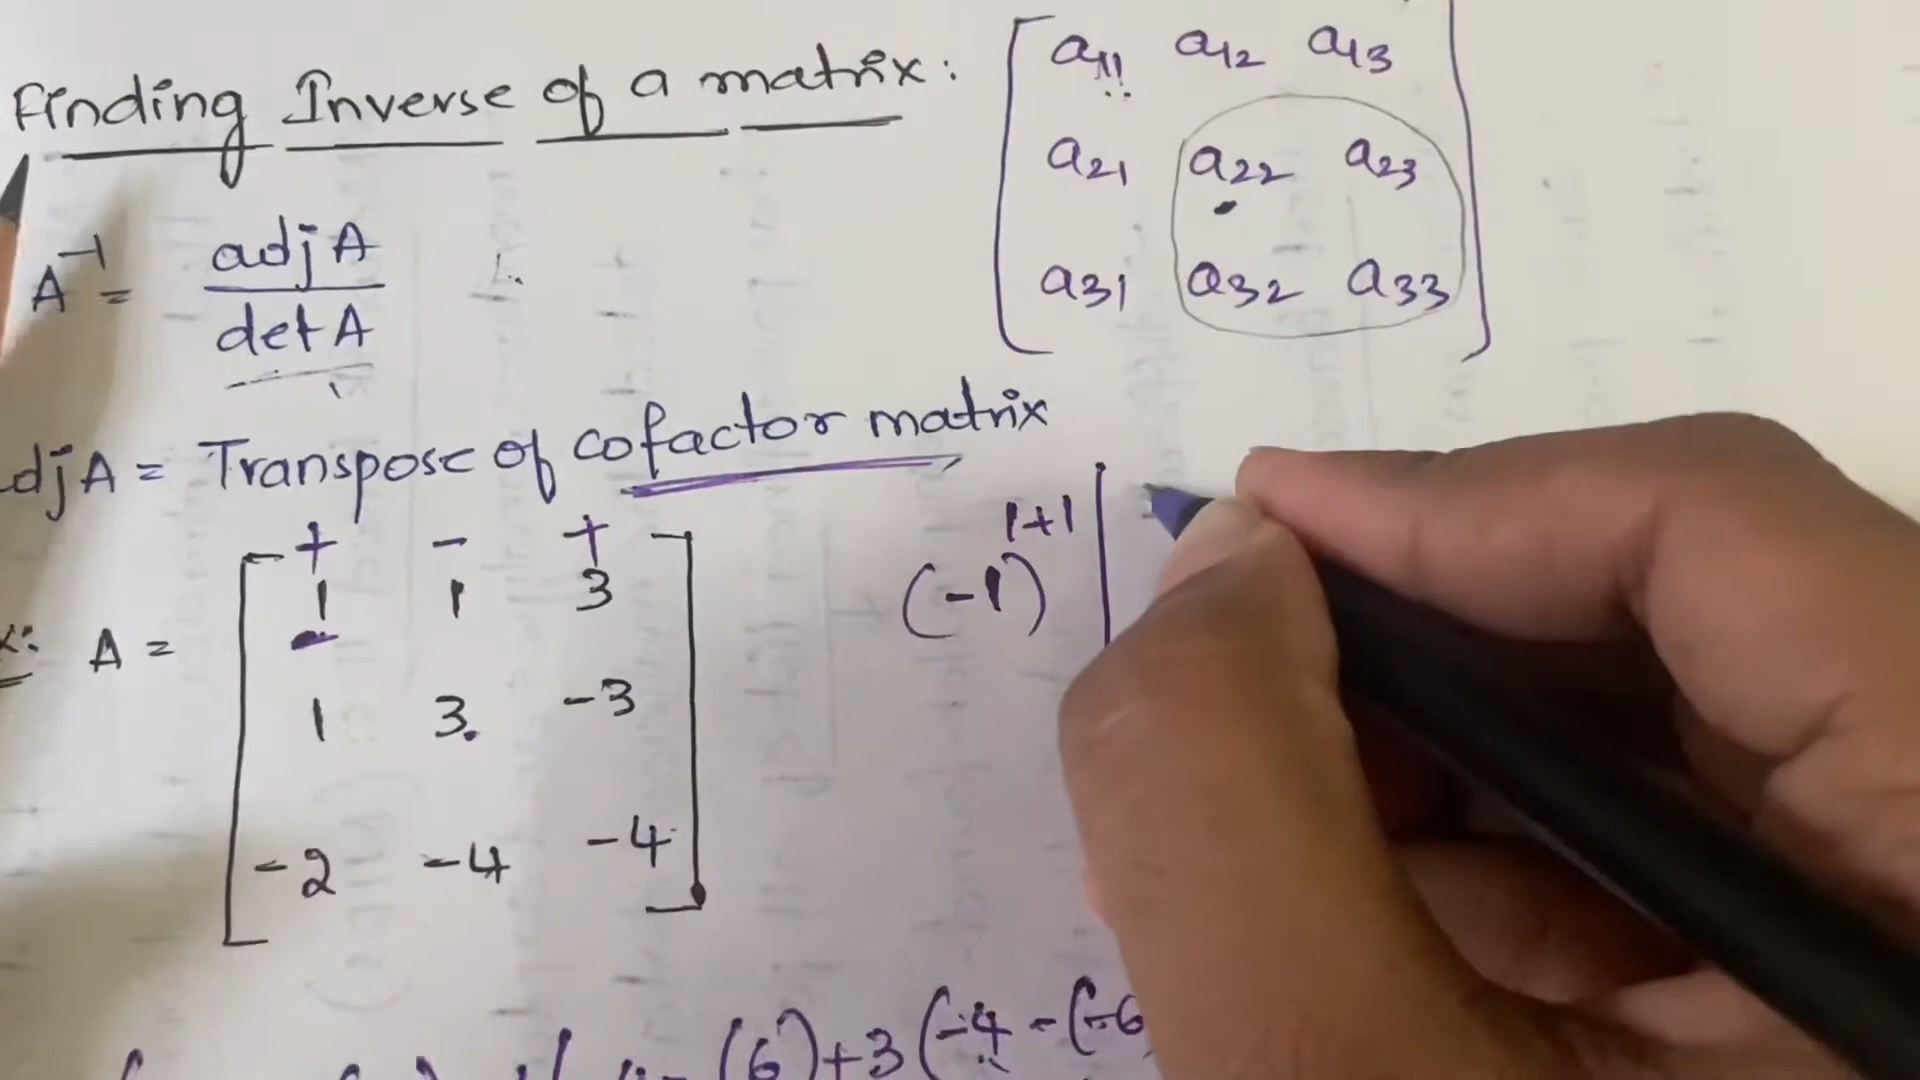 Finding Inverse of a matrix:
a11 a12 a13
a21 a22 a23
a31 a32 a33
A⁻¹ = adj A
det A
dj A = Transpose of cofactor matrix
+ - +
1 1 3
x: A =
1 3 -3
-2 -4 -4
(-1)¹⁺¹
(6)+3(-4-(-6